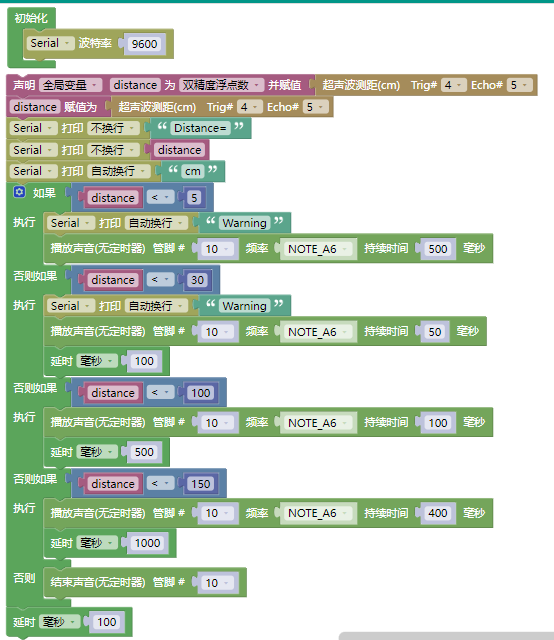 初始化
Serial 波特率 9600
声明 全局变量 distance 为 双精度浮点数 并赋值 超声波测距(cm) Trig# 4 Echo# 5
distance 赋值为 超声波测距(cm) Trig# 4 Echo# 5
Serial 打印 不换行 “ Distance= ”
Serial 打印 不换行 distance
Serial 打印 自动换行 “ cm ”
如果 distance < 5
执行 Serial 打印 自动换行 “ Warning ”
播放声音(无定时器) 管脚 # 10 频率 NOTE_A6 持续时间 500 毫秒
否则如果 distance < 30
执行 Serial 打印 自动换行 “ Warning ”
播放声音(无定时器) 管脚 # 10 频率 NOTE_A6 持续时间 50 毫秒
延时 毫秒 100
否则如果 distance < 100
执行 播放声音(无定时器) 管脚 # 10 频率 NOTE_A6 持续时间 100 毫秒
延时 毫秒 500
否则如果 distance < 150
执行 播放声音(无定时器) 管脚 # 10 频率 NOTE_A6 持续时间 400 毫秒
延时 毫秒 1000
否则 结束声音(无定时器) 管脚 # 10
延时 毫秒 100